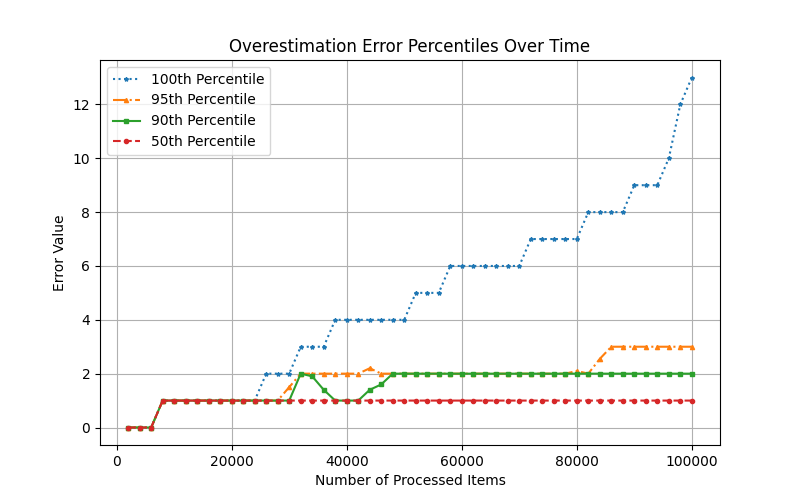 Overestimation Error Percentiles Over Time
100th Percentile
95th Percentile
90th Percentile
50th Percentile
Error Value
12
10
8
6
4
2
0
0 20000 40000 60000 80000 100000
Number of Processed Items